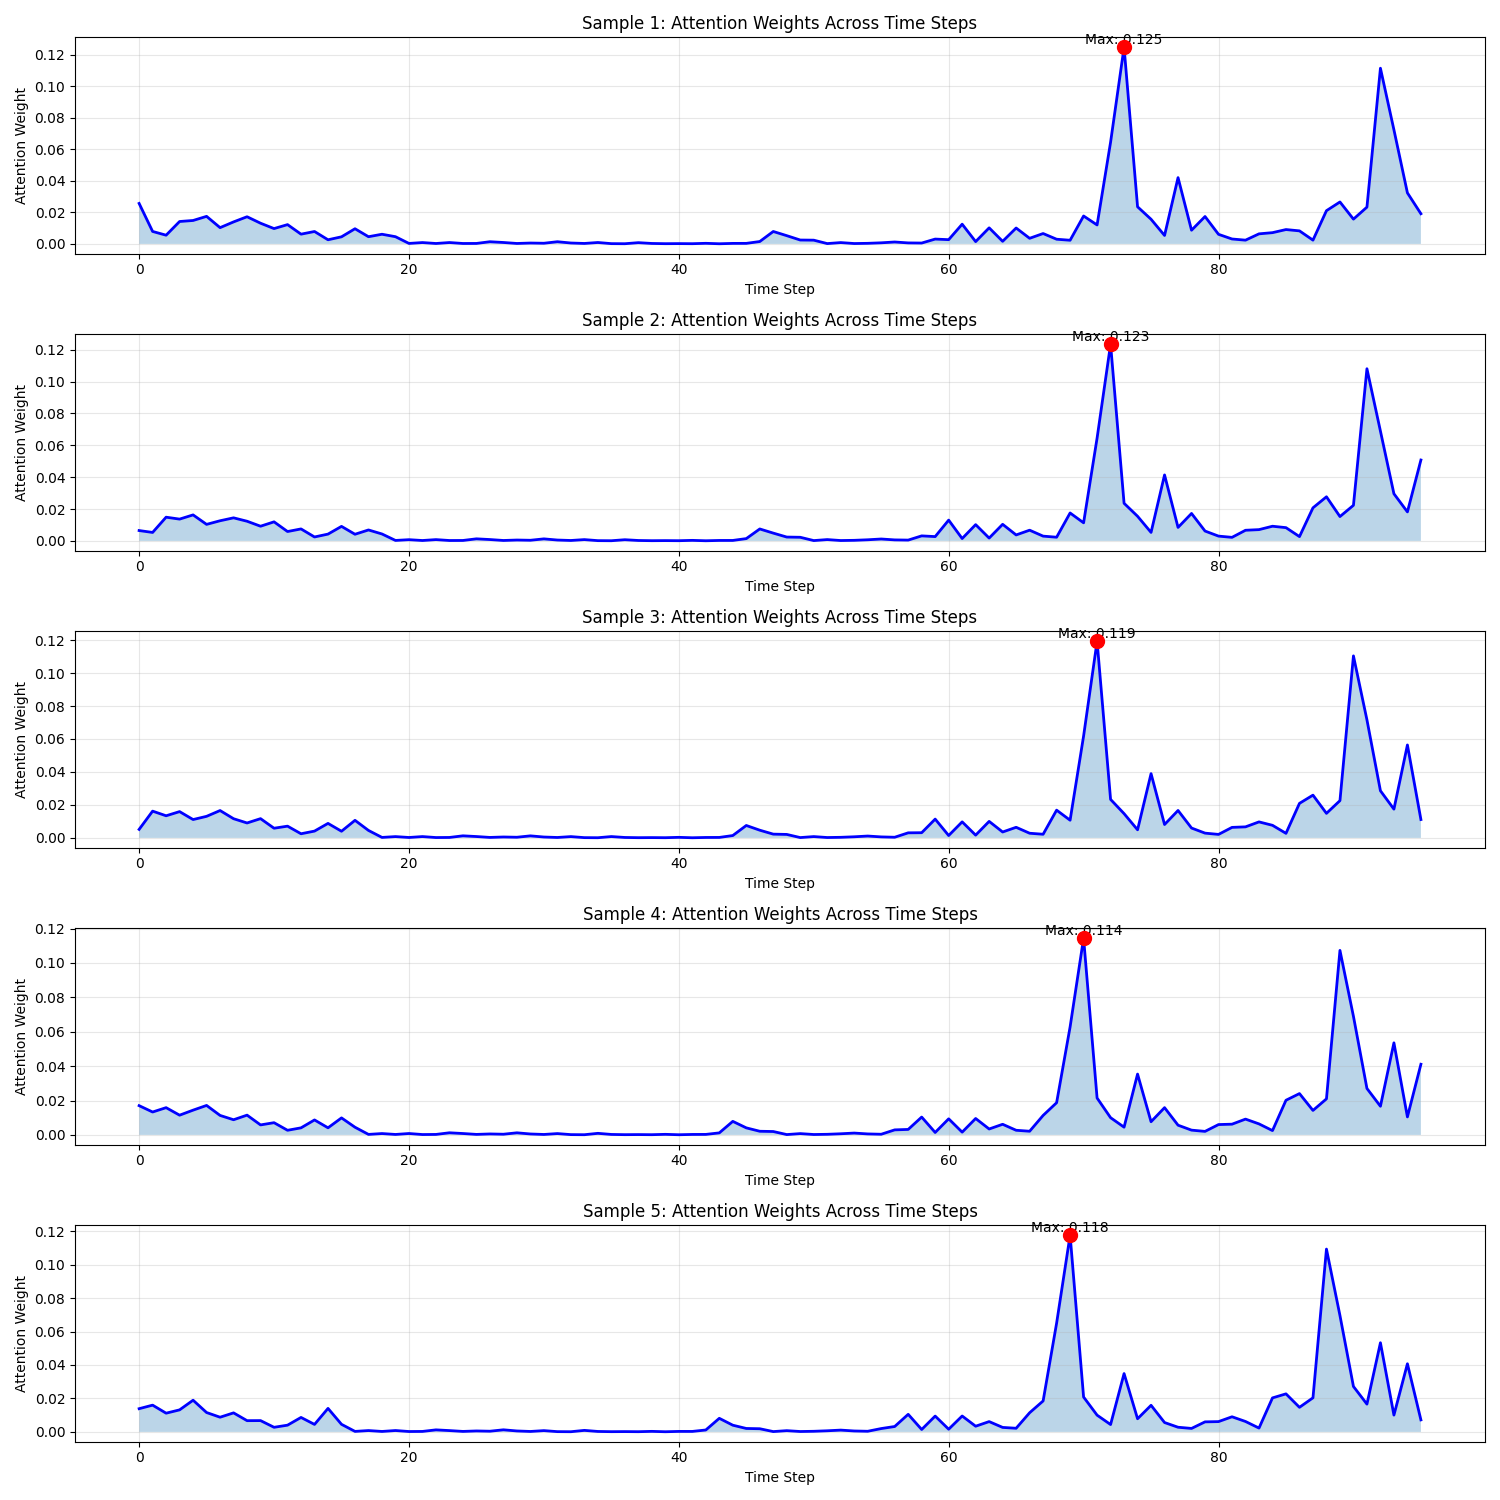 Sample 1: Attention Weights Across Time Steps
Max: 0.125
Attention Weight
0.12
0.10
0.08
0.06
0.04
0.02
0.00
0 20 40 60 80
Time Step
Sample 2: Attention Weights Across Time Steps
Max: 0.123
Attention Weight
0.12
0.10
0.08
0.06
0.04
0.02
0.00
0 20 40 60 80
Time Step
Sample 3: Attention Weights Across Time Steps
Max: 0.119
Attention Weight
0.12
0.10
0.08
0.06
0.04
0.02
0.00
0 20 40 60 80
Time Step
Sample 4: Attention Weights Across Time Steps
Max: 0.114
Attention Weight
0.12
0.10
0.08
0.06
0.04
0.02
0.00
0 20 40 60 80
Time Step
Sample 5: Attention Weights Across Time Steps
Max: 0.118
Attention Weight
0.12
0.10
0.08
0.06
0.04
0.02
0.00
0 20 40 60 80
Time Step